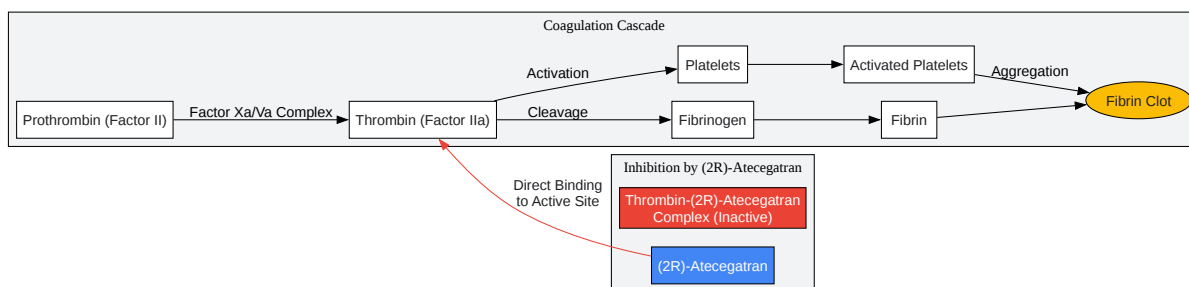 Coagulation Cascade
Prothrombin (Factor II)
Factor Xa/Va Complex
Thrombin (Factor IIa)
Activation
Platelets
Activated Platelets
Aggregation
Cleavage
Fibrinogen
Fibrin
Fibrin Clot
Inhibition by (2R)-Atecegatran
Direct Binding
to Active Site
Thrombin-(2R)-Atecegatran
Complex (Inactive)
(2R)-Atecegatran